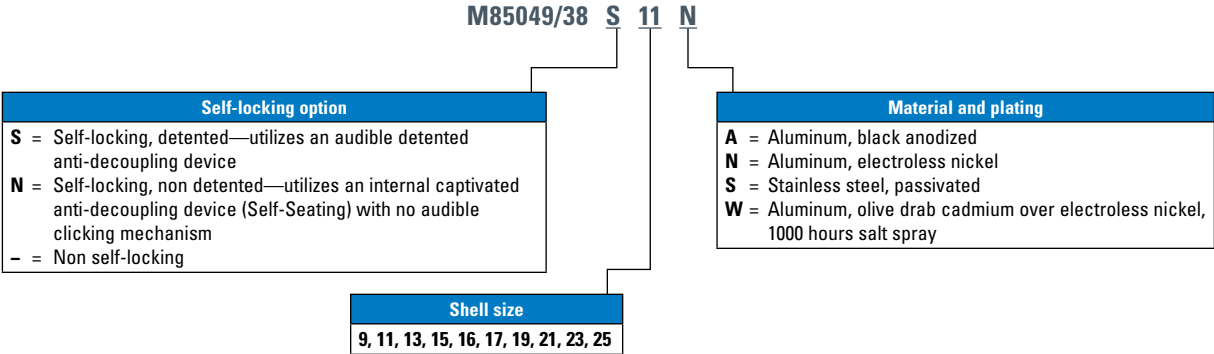 M85049/38 S 11 N
Self-locking option
S = Self-locking, detented—utilizes an audible detented
anti-decoupling device
N = Self-locking, non detented—utilizes an internal captivated
anti-decoupling device (Self-Seating) with no audible
clicking mechanism
– = Non self-locking
Material and plating
A = Aluminum, black anodized
N = Aluminum, electroless nickel
S = Stainless steel, passivated
W = Aluminum, olive drab cadmium over electroless nickel,
1000 hours salt spray
Shell size
9, 11, 13, 15, 16, 17, 19, 21, 23, 25